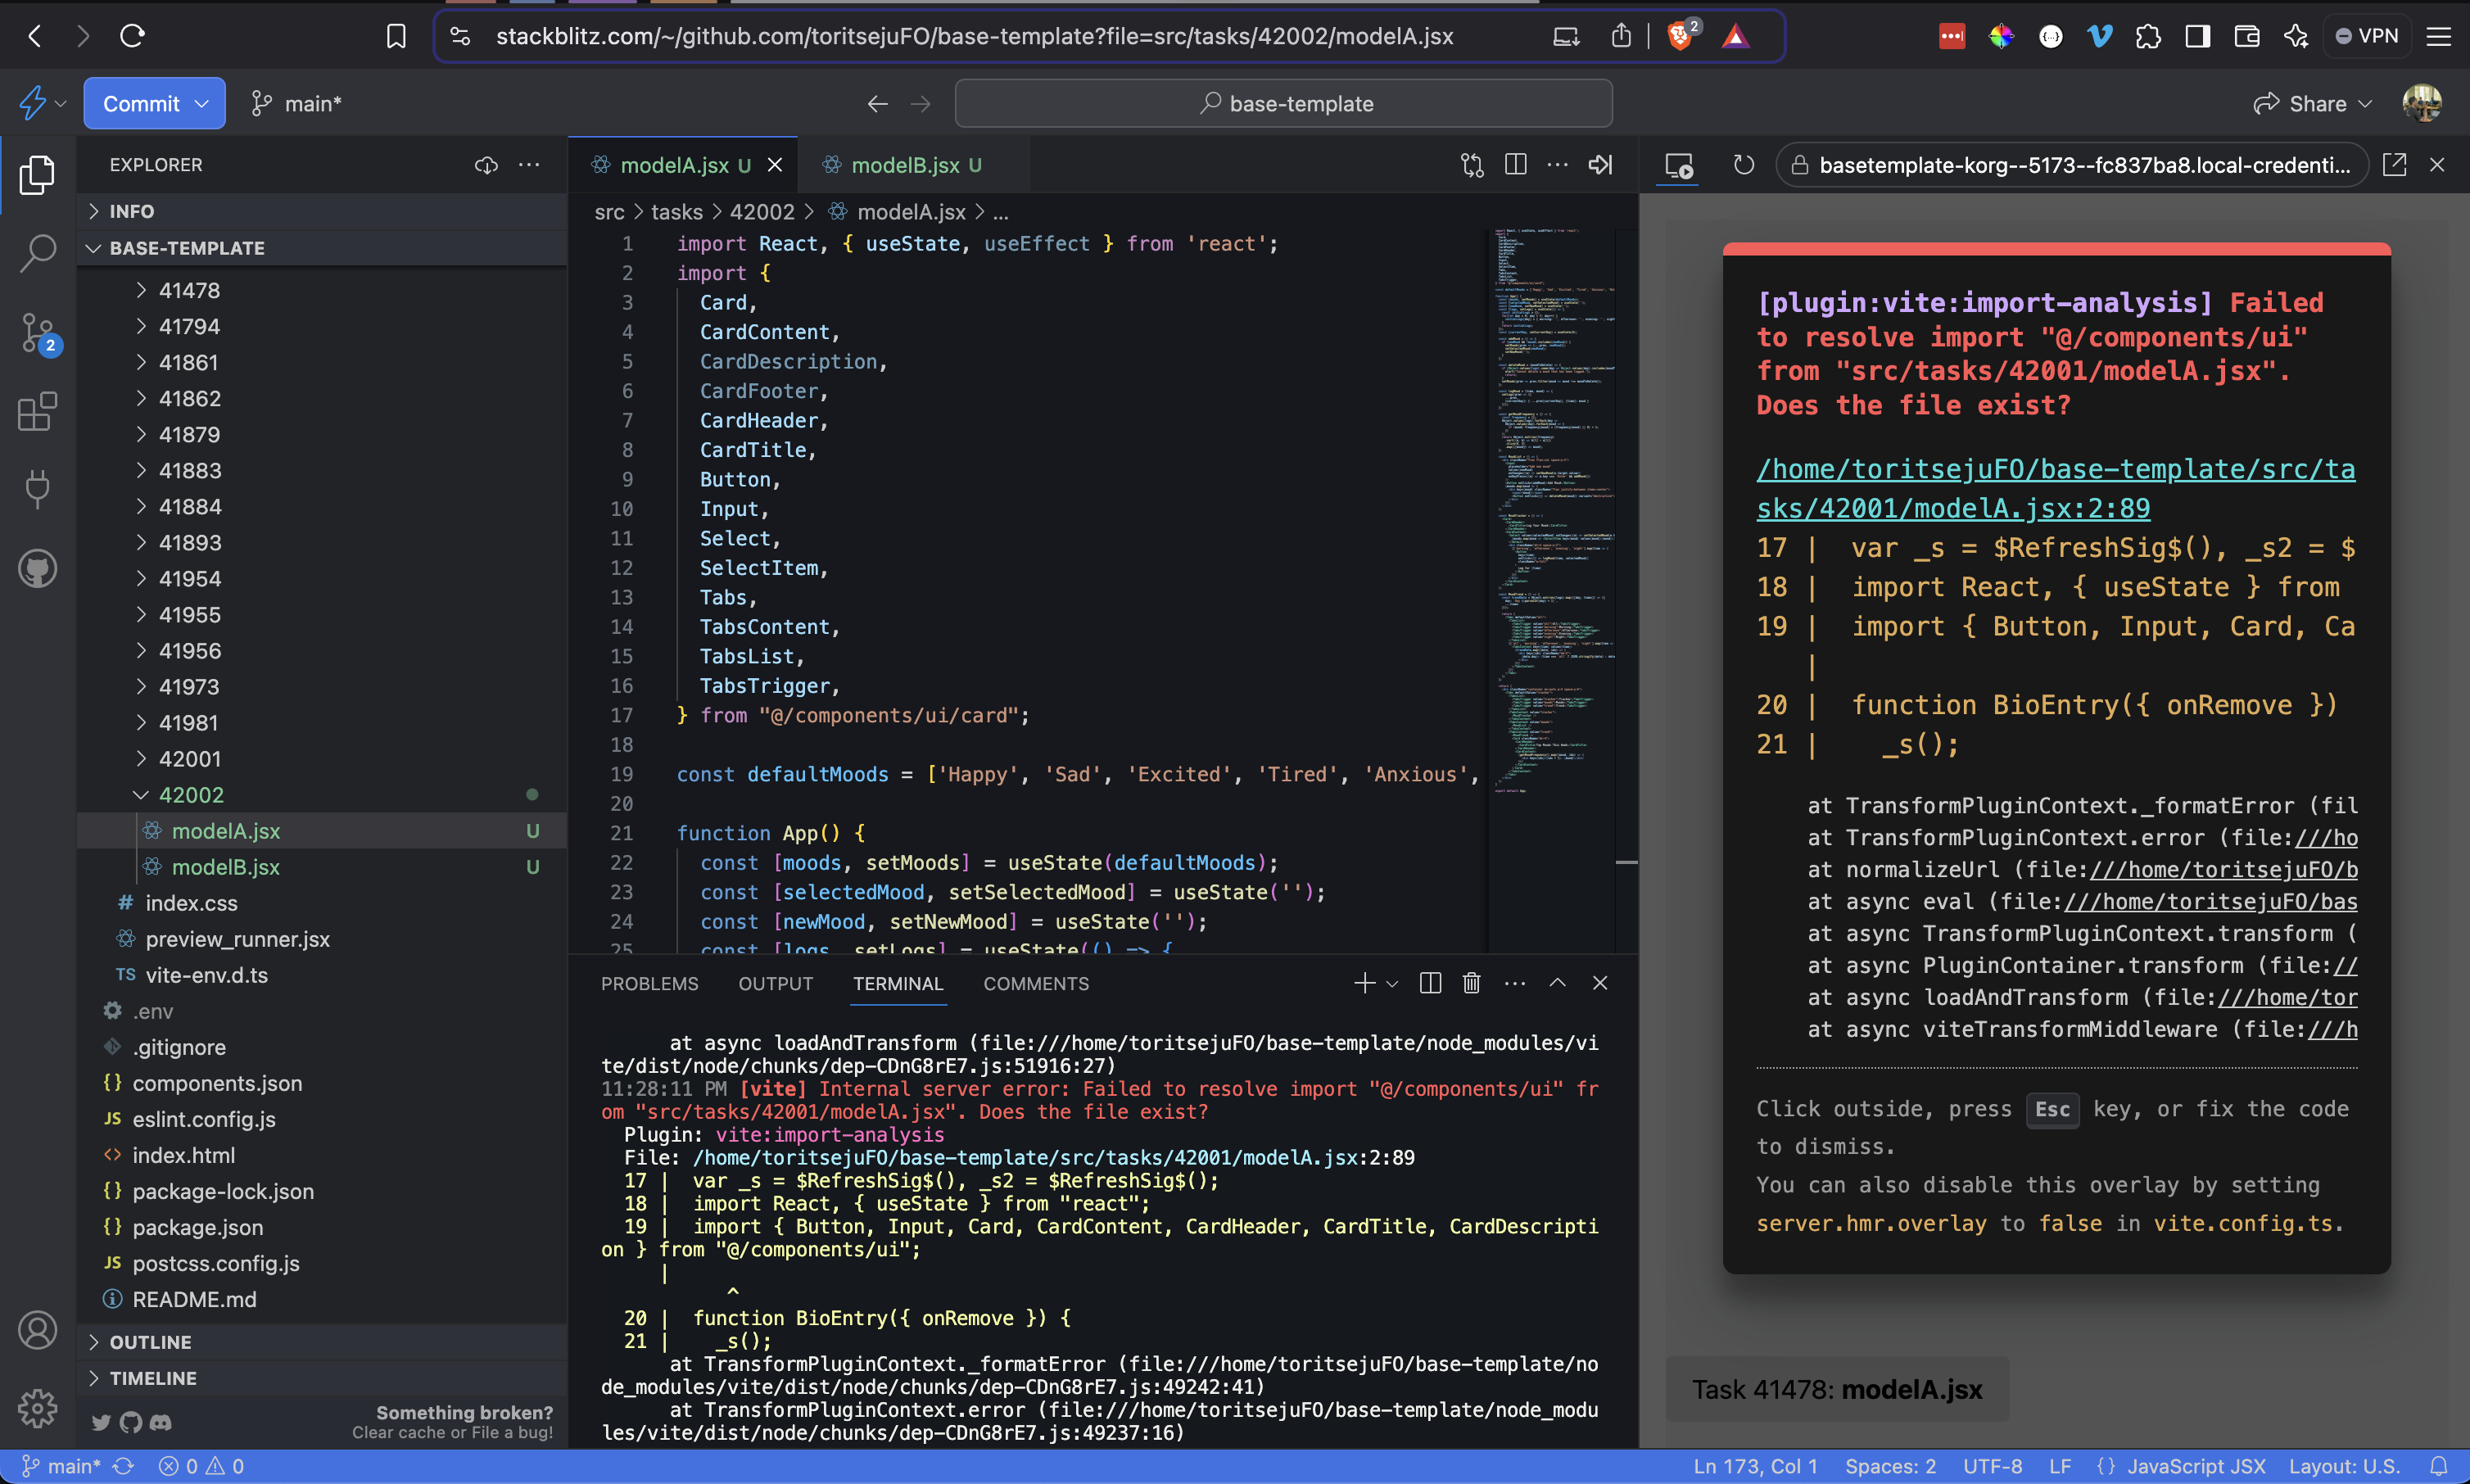 stackblitz.com/~/github.com/toritsejuFO/base-template?file=src/tasks/42002/modelA.jsx
2
VPN
Commit
main*
base-template
Share
EXPLORER
INFO
BASE-TEMPLATE
41478
41794
41861
41862
41879
41883
41884
41893
41954
41955
41956
41973
41981
42001
42002
modelA.jsx U
modelB.jsx U
# index.css
preview_runner.jsx
TS vite-env.d.ts
.env
.gitignore
{} components.json
JS eslint.config.js
<> index.html
{} package-lock.json
{} package.json
JS postcss.config.js
README.md
OUTLINE
TIMELINE
Something broken?
Clear cache or File a bug!
2
modelA.jsx U
modelB.jsx U
src > tasks > 42002 > modelA.jsx > ...
1 import React, { useState, useEffect } from 'react';
2 import {
3 Card,
4 CardContent,
5 CardDescription,
6 CardFooter,
7 CardHeader,
8 CardTitle,
9 Button,
10 Input,
11 Select,
12 SelectItem,
13 Tabs,
14 TabsContent,
15 TabsList,
16 TabsTrigger,
17 } from "@/components/ui/card";
18
19 const defaultMoods = ['Happy', 'Sad', 'Excited', 'Tired', 'Anxious',
20
21 function App() {
22 const [moods, setMoods] = useState(defaultMoods);
23 const [selectedMood, setSelectedMood] = useState('');
24 const [newMood, setNewMood] = useState('');
25 const [logs, setLogs] = useState(() => {
PROBLEMS OUTPUT TERMINAL COMMENTS
at async loadAndTransform (file:///home/toritsejuFO/base-template/node_modules/vi
te/dist/node/chunks/dep-CDnG8rE7.js:51916:27)
11:28:11 PM [vite] Internal server error: Failed to resolve import "@/components/ui" fr
om "src/tasks/42001/modelA.jsx". Does the file exist?
Plugin: vite:import-analysis
File: /home/toritsejuFO/base-template/src/tasks/42001/modelA.jsx:2:89
17 | var _s = $RefreshSig$(), _s2 = $RefreshSig$();
18 | import React, { useState } from "react";
19 | import { Button, Input, Card, CardContent, CardHeader, CardTitle, CardDescripti
on } from "@/components/ui";
|
^
20 | function BioEntry({ onRemove }) {
21 | _s();
at TransformPluginContext._formatError (file:///home/toritsejuFO/base-template/no
de_modules/vite/dist/node/chunks/dep-CDnG8rE7.js:49242:41)
at TransformPluginContext.error (file:///home/toritsejuFO/base-template/node_modu
les/vite/dist/node/chunks/dep-CDnG8rE7.js:49237:16)
basetemplate-korg--5173--fc837ba8.local-credenti...
[plugin:vite:import-analysis] Failed
to resolve import "@/components/ui"
from "src/tasks/42001/modelA.jsx".
Does the file exist?
/home/toritsejuFO/base-template/src/ta
sks/42001/modelA.jsx:2:89
17 | var _s = $RefreshSig$(), _s2 = $
18 | import React, { useState } from
19 | import { Button, Input, Card, Ca
|
20 | function BioEntry({ onRemove })
21 | _s();
at TransformPluginContext._formatError (fil
at TransformPluginContext.error (file:///ho
at normalizeUrl (file:///home/toritsejuFO/b
at async eval (file:///home/toritsejuFO/bas
at async TransformPluginContext.transform (
at async PluginContainer.transform (file://
at async loadAndTransform (file:///home/tor
at async viteTransformMiddleware (file:///h
Click outside, press Esc key, or fix the code
to dismiss.
You can also disable this overlay by setting
server.hmr.overlay to false in vite.config.ts.
Task 41478: modelA.jsx
main* 0 0
Ln 173, Col 1 Spaces: 2 UTF-8 LF {} JavaScript JSX Layout: U.S.